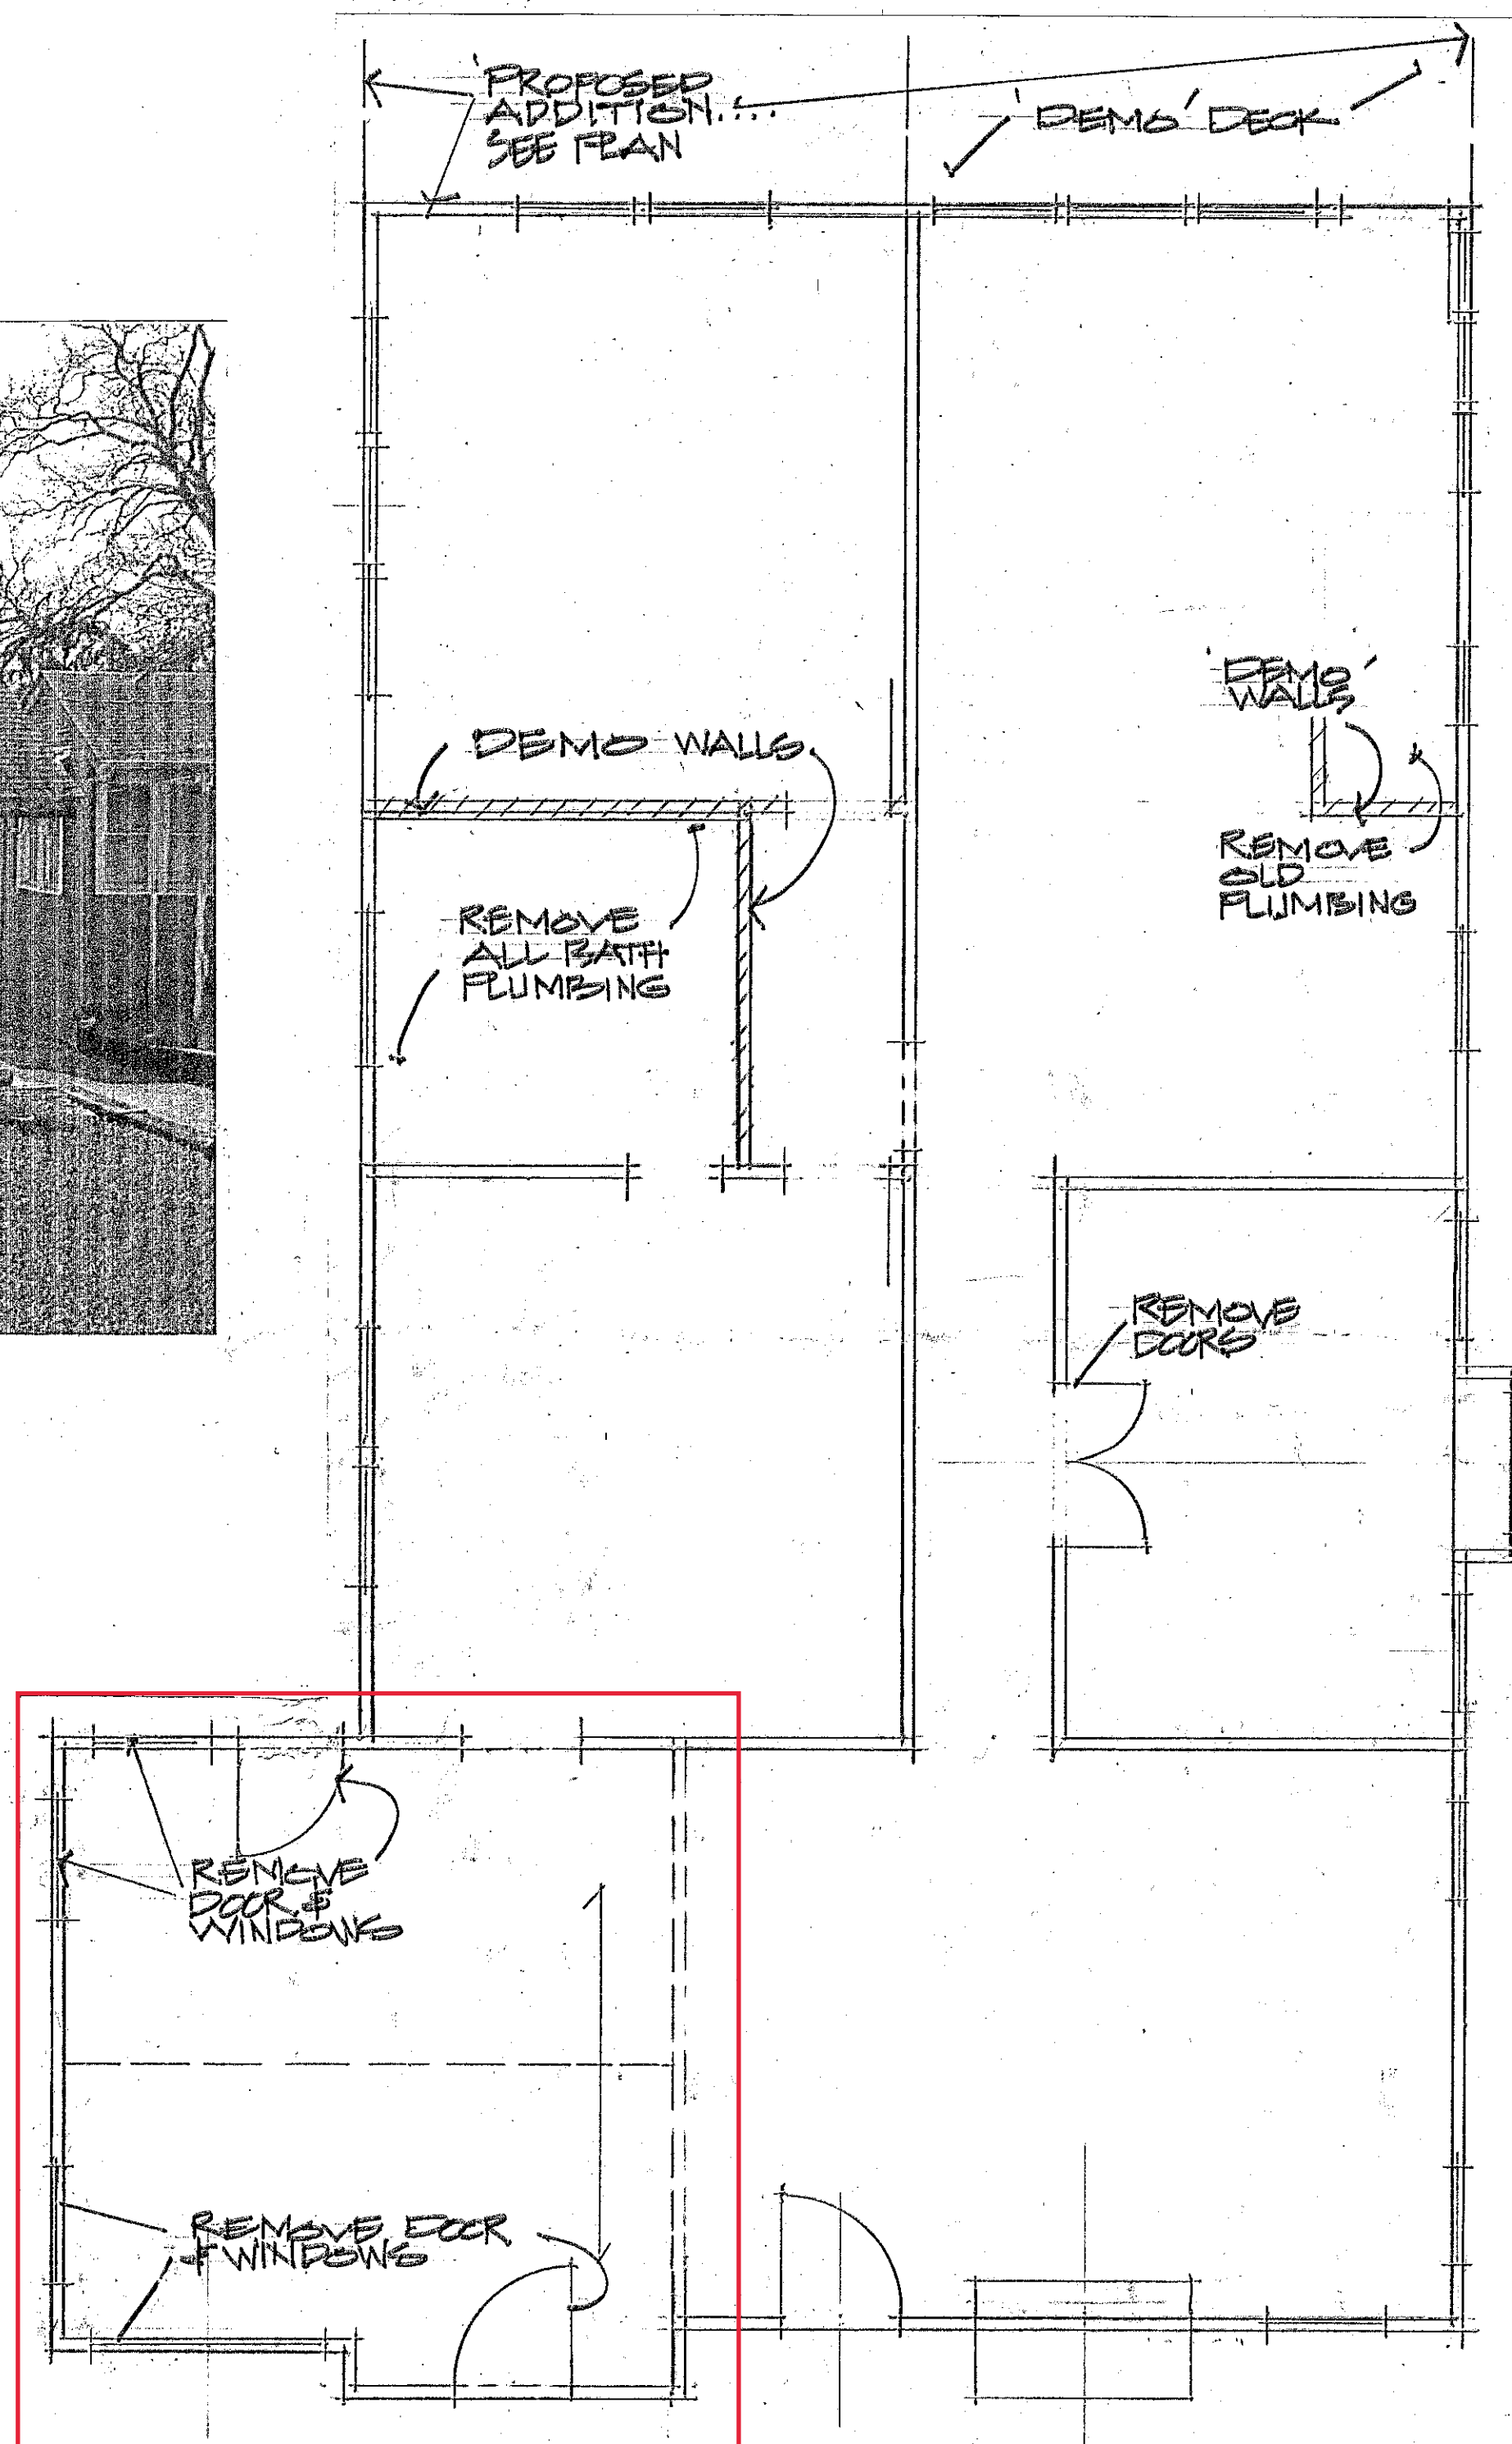 'PROPOSED
ADDITION....
SEE PLAN
'DEMO' DECK
'DEMO'
WALLS
DEMO WALLS
REMOVE
OLD
PLUMBING
REMOVE
ALL BATH
PLUMBING
REMOVE
DOORS
REMOVE
DOOR &
WINDOWS
REMOVE DOOR
& WINDOWS